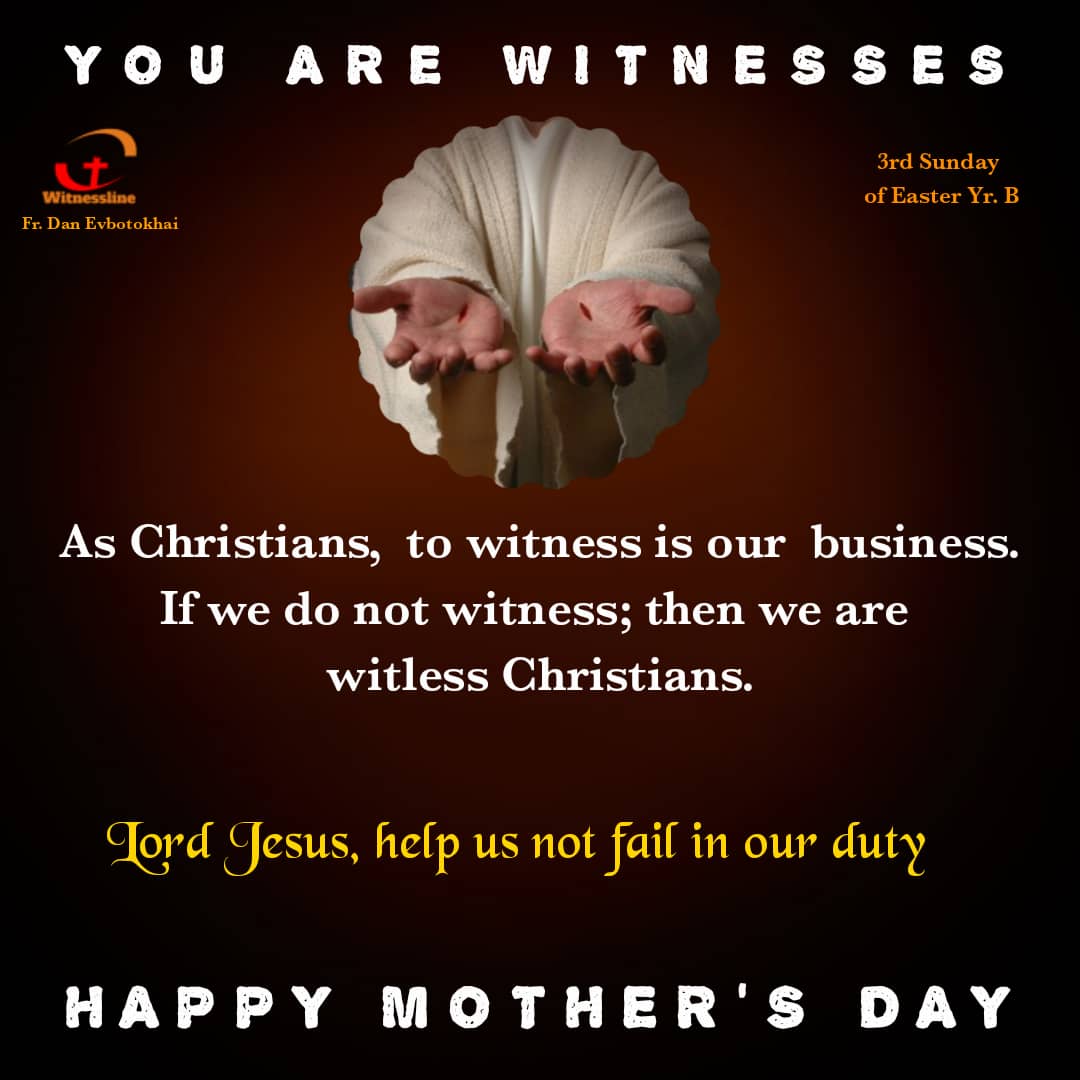 YOU ARE WITNESSES
Witnessline
Fr. Dan Evbotokhai
3rd Sunday
of Easter Yr. B
As Christians, to witness is our business.
If we do not witness; then we are
witless Christians.
Lord Jesus, help us not fail in our duty
HAPPY MOTHER'S DAY